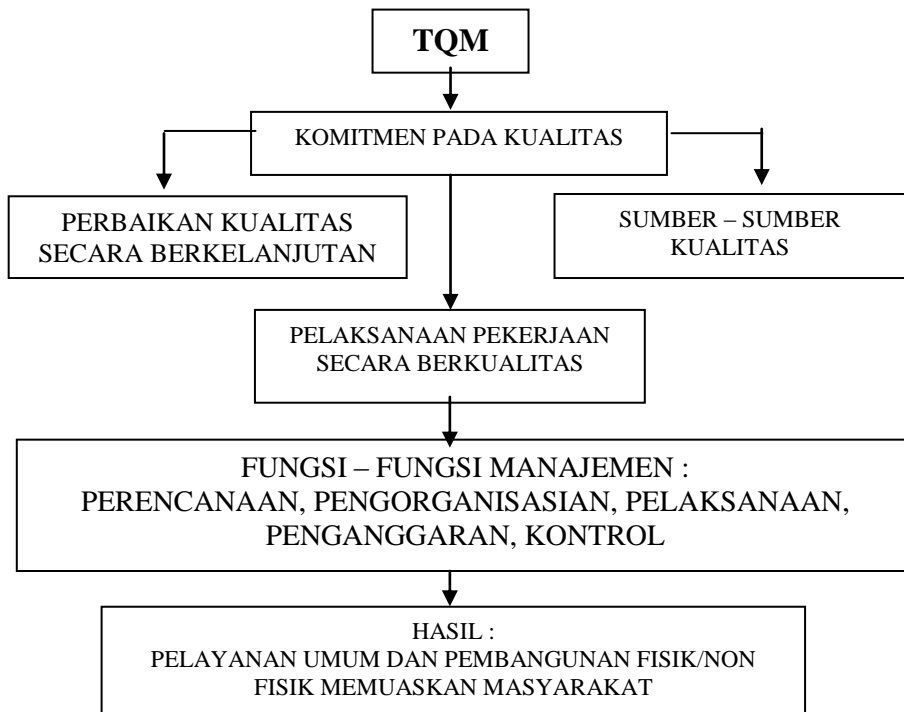 TQM
KOMITMEN PADA KUALITAS
PERBAIKAN KUALITAS
SECARA BERKELANJUTAN
SUMBER – SUMBER
KUALITAS
PELAKSANAAN PEKERJAAN
SECARA BERKUALITAS
FUNGSI – FUNGSI MANAJEMEN :
PERENCANAAN, PENGORGANISASIAN, PELAKSANAAN,
PENGANGGARAN, KONTROL
HASIL :
PELAYANAN UMUM DAN PEMBANGUNAN FISIK/NON
FISIK MEMUASKAN MASYARAKAT